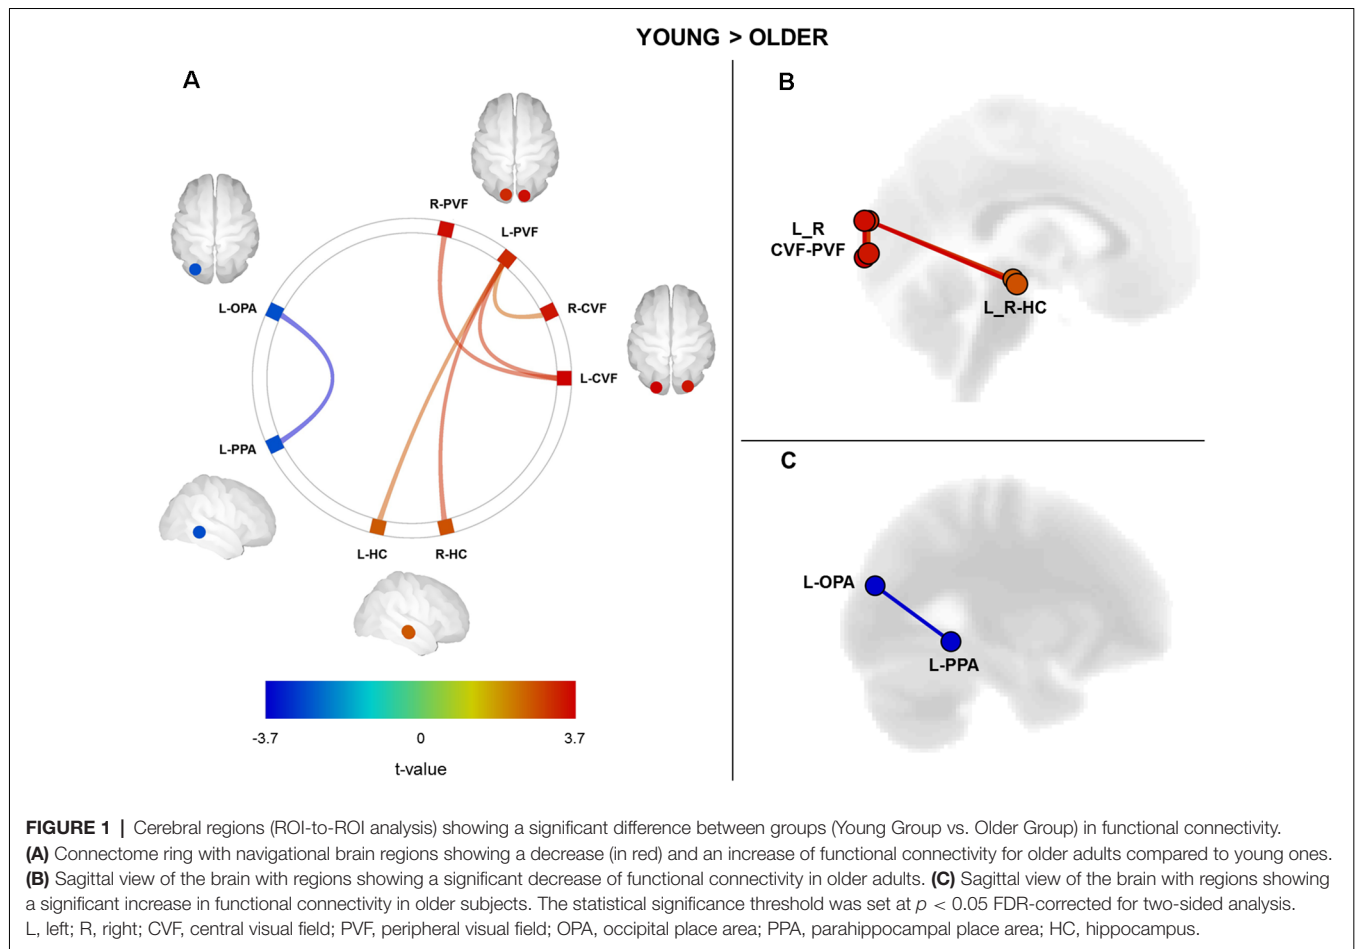 YOUNG > OLDER
A
R-PVF
L-PVF
L-OPA
R-CVF
L-CVF
L-PPA
L-HC
R-HC
-3.7
0
3.7
t-value
B
L_R
CVF-PVF
L_R-HC
C
L-OPA
L-PPA
FIGURE 1 | Cerebral regions (ROI-to-ROI analysis) showing a significant difference between groups (Young Group vs. Older Group) in functional connectivity.
(A) Connectome ring with navigational brain regions showing a decrease (in red) and an increase of functional connectivity for older adults compared to young ones.
(B) Sagittal view of the brain with regions showing a significant decrease of functional connectivity in older adults. (C) Sagittal view of the brain with regions showing
a significant increase in functional connectivity in older subjects. The statistical significance threshold was set at p < 0.05 FDR-corrected for two-sided analysis.
L, left; R, right; CVF, central visual field; PVF, peripheral visual field; OPA, occipital place area; PPA, parahippocampal place area; HC, hippocampus.